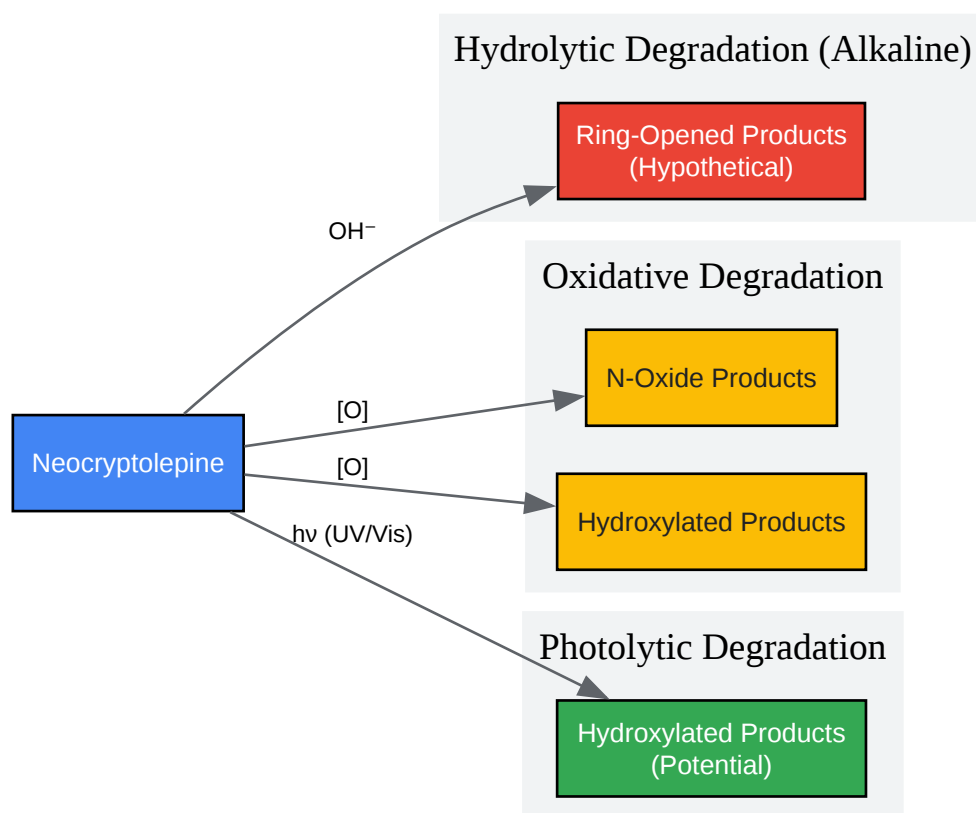 Hydrolytic Degradation (Alkaline)
Ring-Opened Products
(Hypothetical)
OH⁻
Oxidative Degradation
N-Oxide Products
[O]
Neocryptolepine
[O]
Hydroxylated Products
hν (UV/Vis)
Photolytic Degradation
Hydroxylated Products
(Potential)